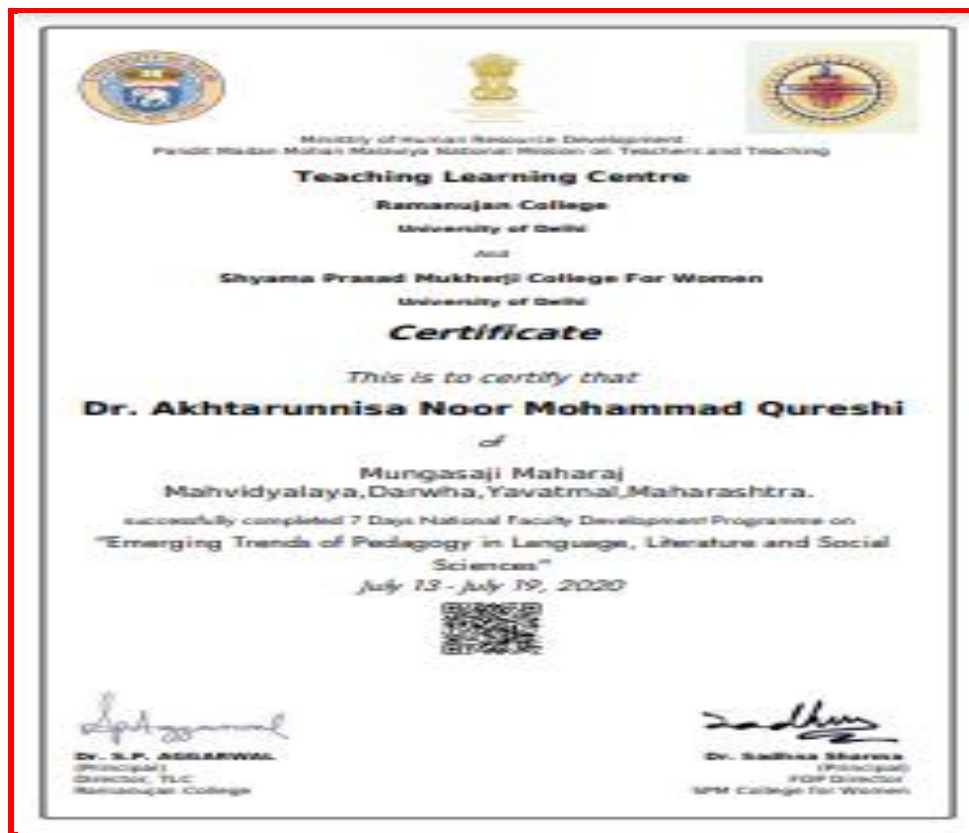 Ministry of Human Resource Development
Pandit Madan Mohan Malaviya National Mission on Teachers and Teaching
Teaching Learning Centre
Ramanujan College
University of Delhi
And
Shyama Prasad Mukherji College For Women
University of Delhi
Certificate
This is to certify that
Dr. Akhtarunnisa Noor Mohammad Qureshi
of
Mungasaji Maharaj
Mahvidyalaya,Darwha,Yavatmal,Maharashtra.
successfully completed 7 Days National Faculty Development Programme on
"Emerging Trends of Pedagogy in Language, Literature and Social
Sciences"
July 13 - July 19, 2020
Dr. S.P. AGGARWAL
(Principal)
Director, TLC
Ramanujan College
Dr. Sadhna Sharma
(Principal)
FDP Director
SPM College for Women